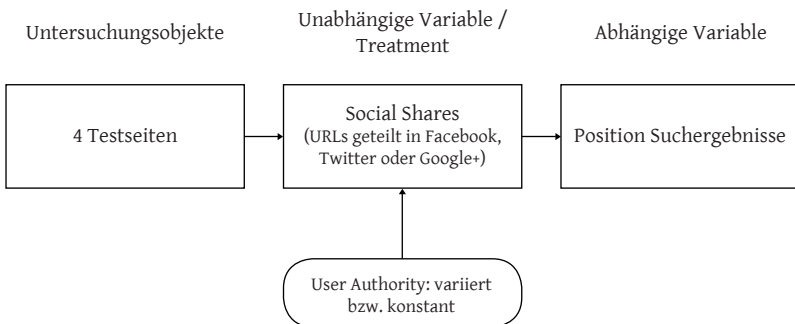 Untersuchungsobjekte
Unabhängige Variable /
Treatment
Abhängige Variable
4 Testseiten
Social Shares
(URLs geteilt in Facebook,
Twitter oder Google+)
Position Suchergebnisse
User Authority: variiert
bzw. konstant